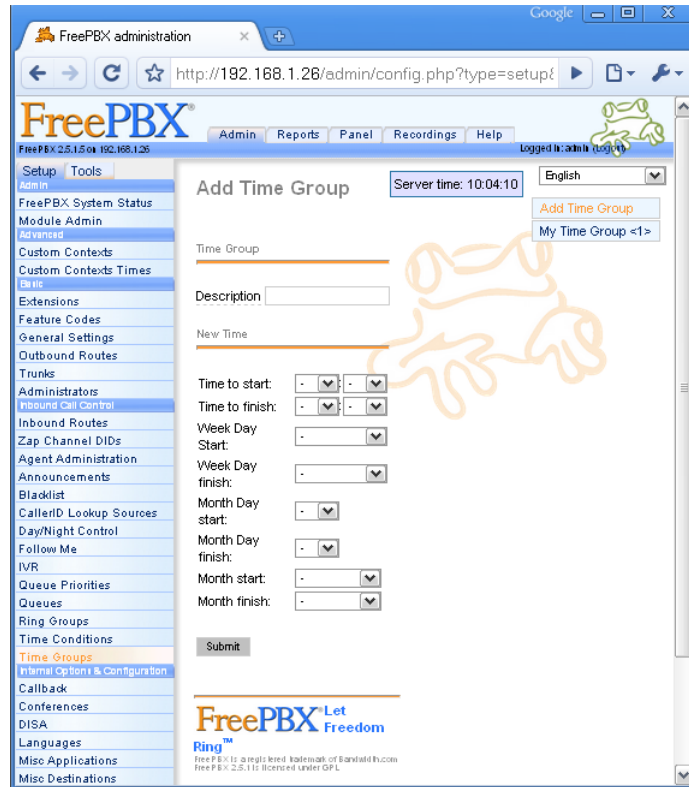 Google
FreePBX administration
http://192.168.1.26/admin/config.php?type=setup&
FreePBX®
Admin
Reports
Panel
Recordings
Help
FreePBX 2.5.1.5 on 192.168.1.26
Logged in: admin (Logout)
Setup
Tools
Admin
FreePBX System Status
Module Admin
Advanced
Custom Contexts
Custom Contexts Times
Basic
Extensions
Feature Codes
General Settings
Outbound Routes
Trunks
Administrators
Inbound Call Control
Inbound Routes
Zap Channel DIDs
Agent Administration
Announcements
Blacklist
CallerID Lookup Sources
Day/Night Control
Follow Me
IVR
Queue Priorities
Queues
Ring Groups
Time Conditions
Time Groups
Internal Options & Configuration
Callback
Conferences
DISA
Languages
Misc Applications
Misc Destinations
Add Time Group
Server time: 10:04:10
English
Add Time Group
My Time Group <1>
Time Group
Description
New Time
Time to start: - : -
Time to finish: - : -
Week Day
Start: -
Week Day
finish: -
Month Day
start: -
Month Day
finish: -
Month start: -
Month finish: -
Submit
FreePBX® Let
Freedom
Ring™
FreePBX is a registered trademark of Bandwidth.com
FreePBX 2.5.1 is licensed under GPL